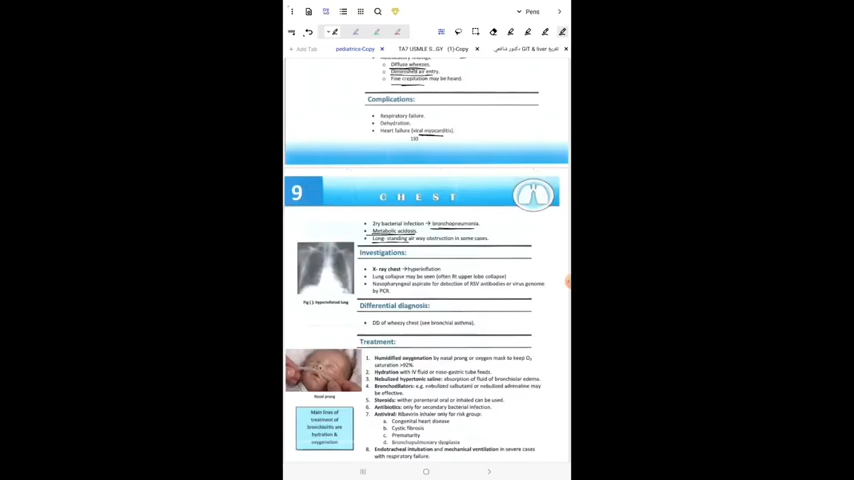 Pens
+ Add Tab
pediatrics-Copy
TA7 USMLE S...GY (1)-Copy
تفريغ GIT & liver دكتور شافعي
Diffuse wheezes.
Diminished air entry.
Fine crepitation may be heard.
Complications:
Respiratory failure.
Dehydration.
Heart failure (viral myocarditis).
9
CHEST
2ry bacterial infection → bronchopneumonia.
Metabolic acidosis.
Long- standing air way obstruction in some cases.
Investigations:
X- ray chest →hyperinflation
Lung collapse may be seen (often Rt upper lobe collapse)
Nasopharyngeal aspirate for detection of RSV antibodies or virus genome
by PCR.
Fig ( ). Hyperinflated lung
Differential diagnosis:
DD of wheezy chest (see bronchial asthma).
Treatment:
1. Humidified oxygenation by nasal prong or oxygen mask to keep O2
saturation >92%.
2. Hydration with IV fluid or naso-gastric tube feeds.
3. Nebulized hypertonic saline: absorption of fluid of bronchiolar edema.
4. Bronchodilators: e.g. nebulized salbutamol or nebulized adrenaline may
be effective.
5. Steroids: wither parenteral oral or inhaled can be used.
6. Antibiotics: only for secondary bacterial infection.
7. Antiviral: Ribavirin inhaler only for risk group:
a. Congenital heart disease
b. Cystic fibrosis
c. Prematurity
d. Bronchopulmonary dysplasia
8. Endotracheal intubation and mechanical ventilation in severe cases
with respiratory failure.
Nasal prong
Main lines of
treatment of
bronchiolitis are
hydration &
oxygenation